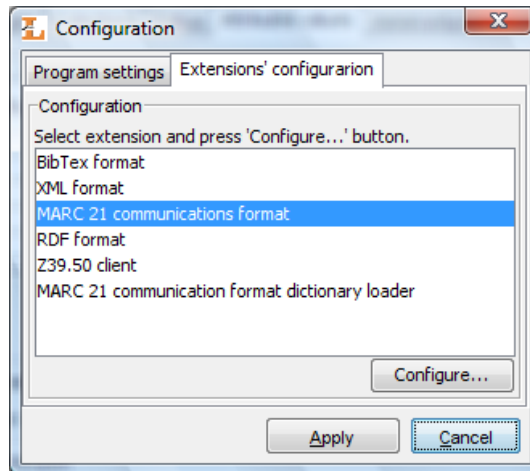 Configuration
Program settings Extensions' configurarion
Configuration
Select extension and press 'Configure...' button.
BibTex format
XML format
MARC 21 communications format
RDF format
Z39.50 client
MARC 21 communication format dictionary loader
Configure...
Apply Cancel